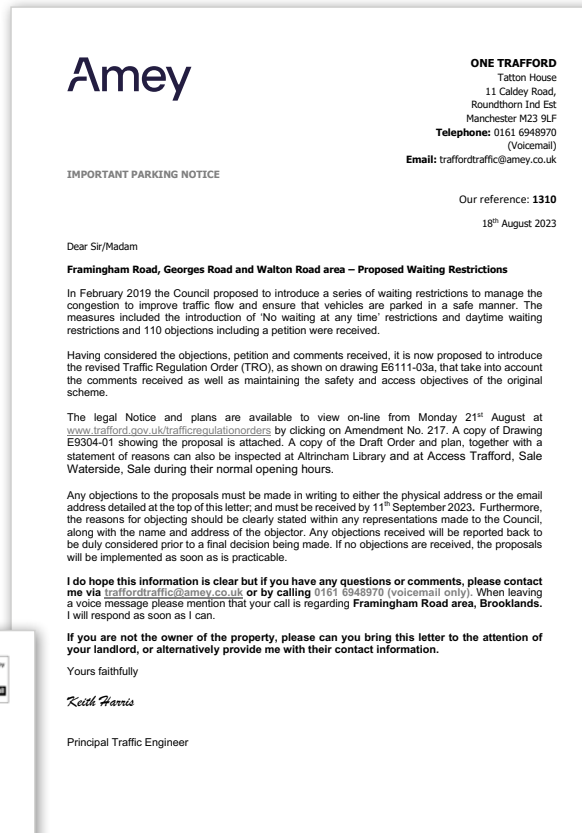 Amey
ONE TRAFFORD
Tatton House
11 Caldey Road,
Roundthorn Ind Est
Manchester M23 9LF
Telephone: 0161 6948970
(Voicemail)
Email: traffordtraffic@amey.co.uk
IMPORTANT PARKING NOTICE
Our reference: 1310
18th August 2023
Dear Sir/Madam
Framingham Road, Georges Road and Walton Road area – Proposed Waiting Restrictions
In February 2019 the Council proposed to introduce a series of waiting restrictions to manage the
congestion to improve traffic flow and ensure that vehicles are parked in a safe manner. The
measures included the introduction of ‘No waiting at any time’ restrictions and daytime waiting
restrictions and 110 objections including a petition were received.
Having considered the objections, petition and comments received, it is now proposed to introduce
the revised Traffic Regulation Order (TRO), as shown on drawing E6111-03a, that take into account
the comments received as well as maintaining the safety and access objectives of the original
scheme.
The legal Notice and plans are available to view on-line from Monday 21st August at
www.trafford.gov.uk/trafficregulationorders by clicking on Amendment No. 217. A copy of Drawing
E9304-01 showing the proposal is attached. A copy of the Draft Order and plan, together with a
statement of reasons can also be inspected at Altrincham Library and at Access Trafford, Sale
Waterside, Sale during their normal opening hours.
Any objections to the proposals must be made in writing to either the physical address or the email
address detailed at the top of this letter; and must be received by 11th September 2023. Furthermore,
the reasons for objecting should be clearly stated within any representations made to the Council,
along with the name and address of the objector. Any objections received will be reported back to
be duly considered prior to a final decision being made. If no objections are received, the proposals
will be implemented as soon as is practicable.
I do hope this information is clear but if you have any questions or comments, please contact
me via traffordtraffic@amey.co.uk or by calling 0161 6948970 (voicemail only). When leaving
a voice message please mention that your call is regarding Framingham Road area, Brooklands.
I will respond as soon as I can.
If you are not the owner of the property, please can you bring this letter to the attention of
your landlord, or alternatively provide me with their contact information.
Yours faithfully
Keith Harris
Principal Traffic Engineer